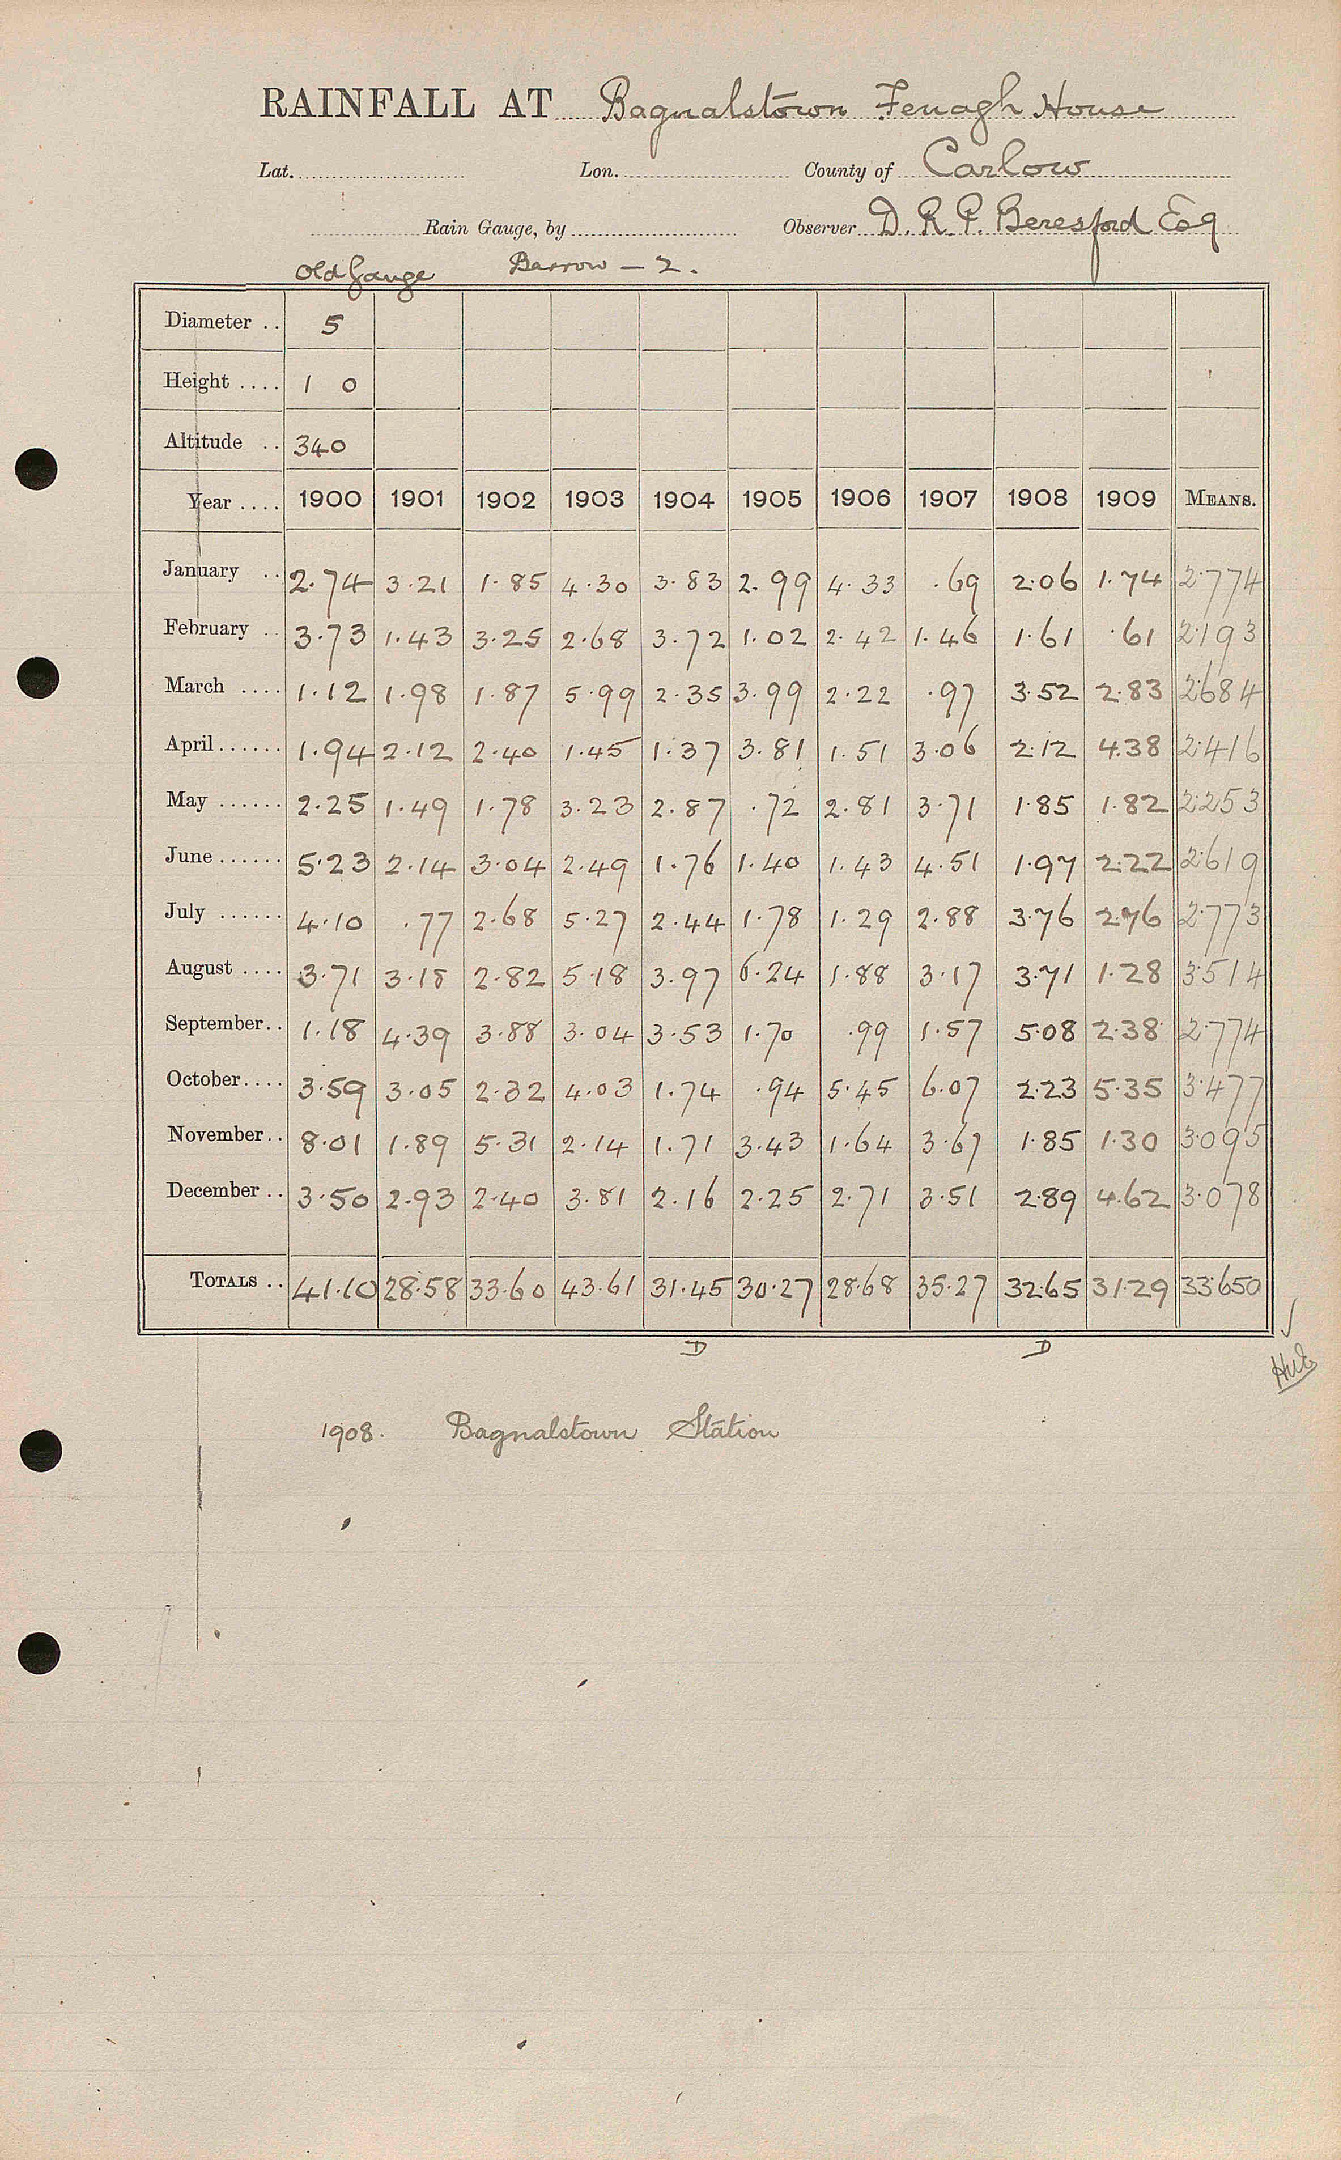 RAINFALL AT Bagnalstown Fenagh House
Lat. Lon. County of Carlow
Rain Gauge, by Observer D. R. P. Beresford Esq
Old Gauge Barrow – 2.
Diameter .. 5
Height .... 1 0
Altitude .. 340
Year .... 1900 1901 1902 1903 1904 1905 1906 1907 1908 1909 MEANS.
January .. 2.74 3.21 1.85 4.30 3.83 2.99 4.33 .69 2.06 1.74 2.774
February .. 3.73 1.43 3.25 2.68 3.72 1.02 2.42 1.46 1.61 .61 2.193
March .... 1.12 1.98 1.87 5.99 2.35 3.99 2.22 .97 3.52 2.83 2.684
April...... 1.94 2.12 2.40 1.45 1.37 3.81 1.51 3.06 2.12 4.38 2.416
May ...... 2.25 1.49 1.78 3.23 2.87 .72 2.81 3.71 1.85 1.82 2.253
June ...... 5.23 2.14 3.04 2.49 1.76 1.40 1.43 4.51 1.97 2.22 2.619
July ...... 4.10 .77 2.68 5.27 2.44 1.78 1.29 2.88 3.76 2.76 2.773
August .... 3.71 3.18 2.82 5.18 3.97 6.24 1.88 3.17 3.71 1.28 3.514
September.. 1.18 4.39 3.88 3.04 3.53 1.70 .99 1.57 5.08 2.38 2.774
October.... 3.59 3.05 2.32 4.03 1.74 .94 5.45 6.07 2.23 5.35 3.477
November.. 8.01 1.89 5.31 2.14 1.71 3.43 1.64 3.67 1.85 1.30 3.095
December .. 3.50 2.93 2.40 3.81 2.16 2.25 2.71 3.51 2.89 4.62 3.078
TOTALS .. 41.10 28.58 33.60 43.61 31.45 30.27 28.68 35.27 32.65 31.29 33.650
D D
1908. Bagnalstown Station